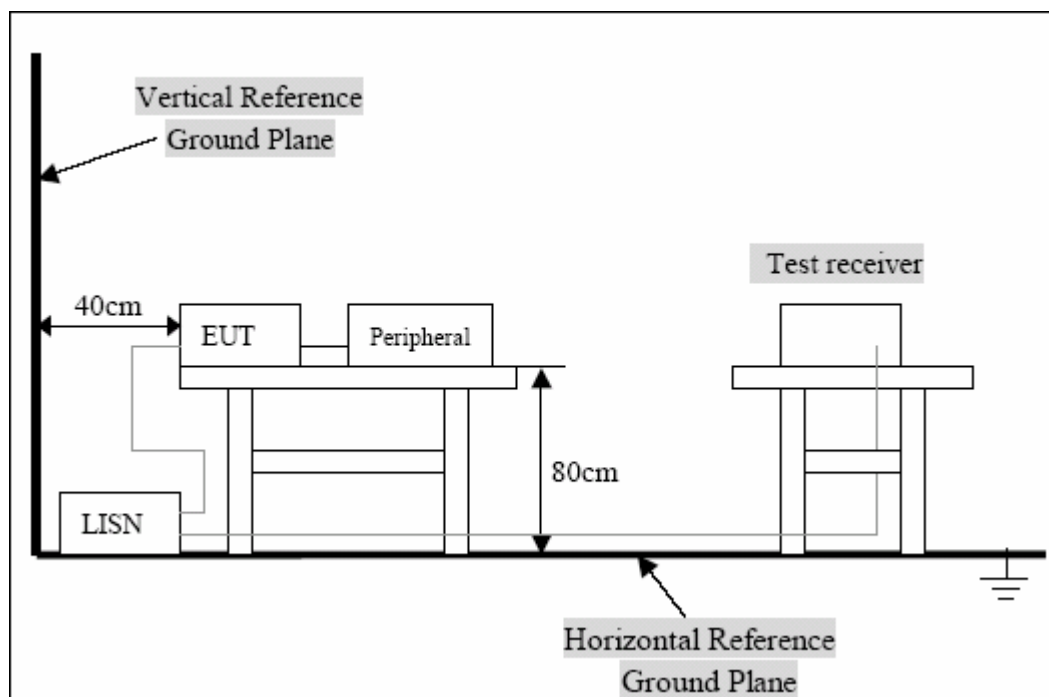 Vertical Reference
Ground Plane
Test receiver
40cm
EUT
Peripheral
80cm
LISN
Horizontal Reference
Ground Plane